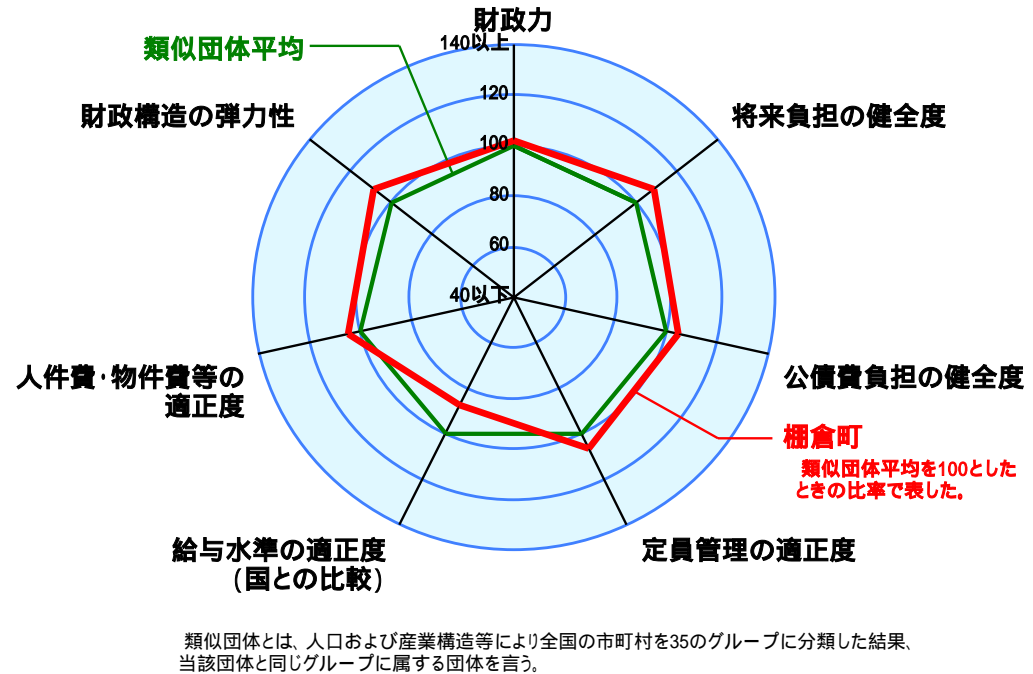 財政力
140以上
類似団体平均
120
財政構造の弾力性
将来負担の健全度
100
80
60
40以下
人件費・物件費等の
適正度
公債費負担の健全度
棚倉町
類似団体平均を100とした
ときの比率で表した。
給与水準の適正度
(国との比較)
定員管理の適正度
類似団体とは、人口および産業構造等により全国の市町村を35のグループに分類した結果、
当該団体と同じグループに属する団体を言う。